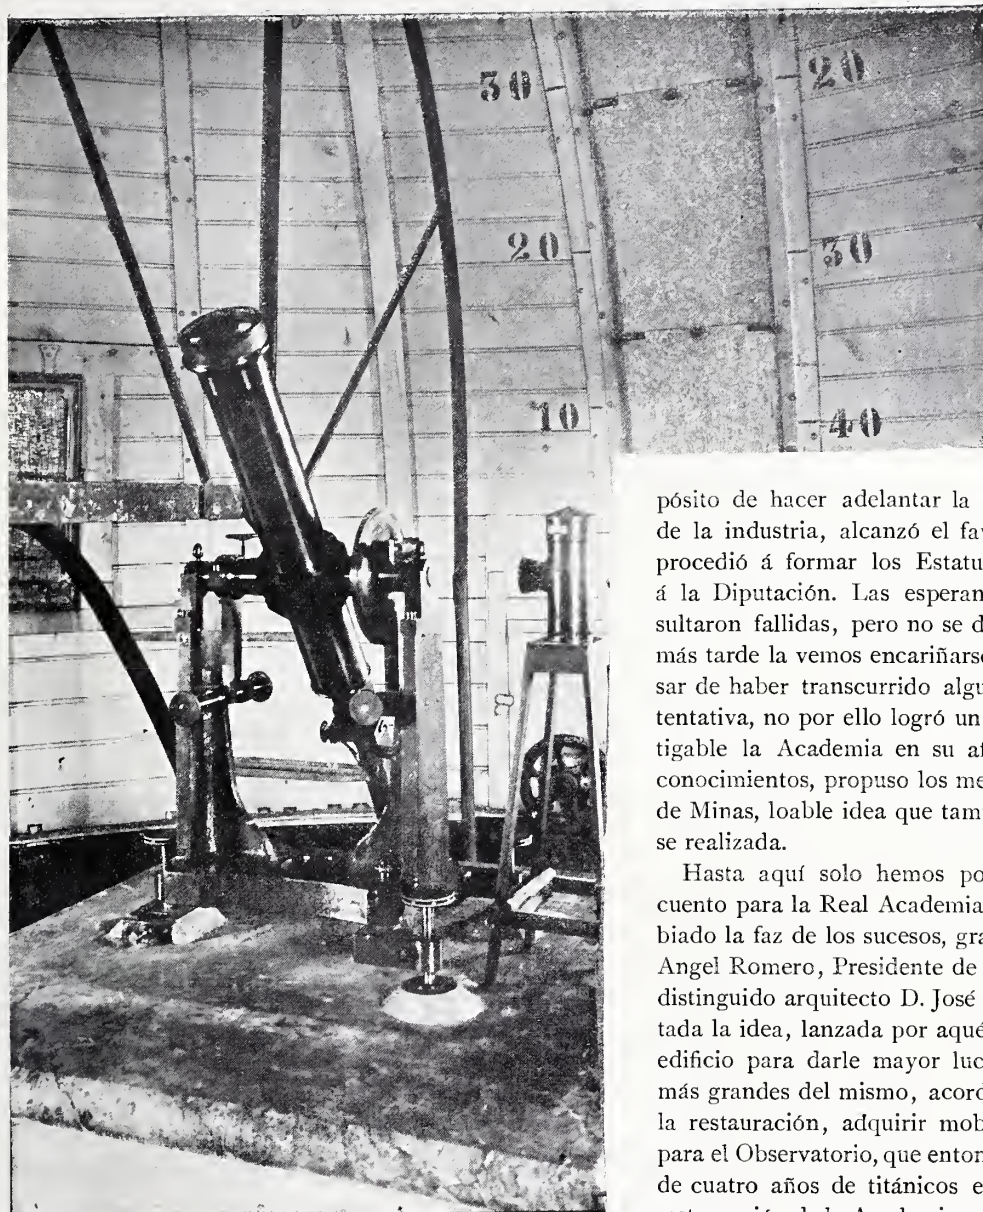 30
20
20
30
10
40
pósito de hacer adelantar la
de la industria, alcanzó el fav
procedió á formar los Estatu
á la Diputación. Las esperan
sultaron fallidas, pero no se d
más tarde la vemos encariñarse
sar de haber transcurrido algu
tentativa, no por ello logró un
tigable la Academia en su af
conocimientos, propuso los me
de Minas, loable idea que tam
se realizada.
Hasta aquí solo hemos po
cuento para la Real Academia
biado la faz de los sucesos, gra
Angel Romero, Presidente de
distinguido arquitecto D. José
tada la idea, lanzada por aqué
edificio para darle mayor luc
más grandes del mismo, acord
la restauración, adquirir mob
para el Observatorio, que enton
de cuatro años de titánicos e